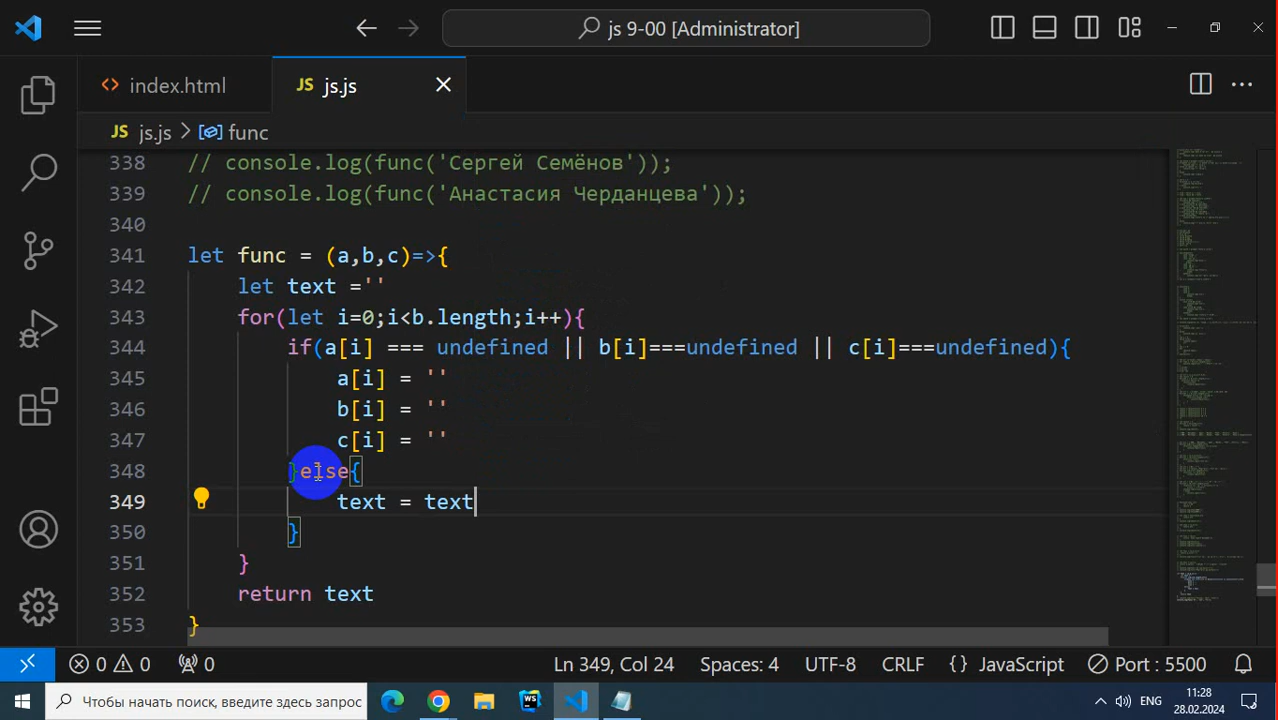 js 9-00 [Administrator]
index.html
JS js.js
JS js.js > func
338 // console.log(func('Сергей Семёнов'));
339 // console.log(func('Анастасия Черданцева'));
340
341 let func = (a,b,c)=>{
342 let text =''
343 for(let i=0;i<b.length;i++){
344 if(a[i] === undefined || b[i]===undefined || c[i]===undefined){
345 a[i] = ''
346 b[i] = ''
347 c[i] = ''
348 }else{
349 text = text
350 }
351 }
352 return text
353 }
0 0 0 Ln 349, Col 24 Spaces: 4 UTF-8 CRLF {} JavaScript Port : 5500
Чтобы начать поиск, введите здесь запрос
WS
ENG
11:28
28.02.2024